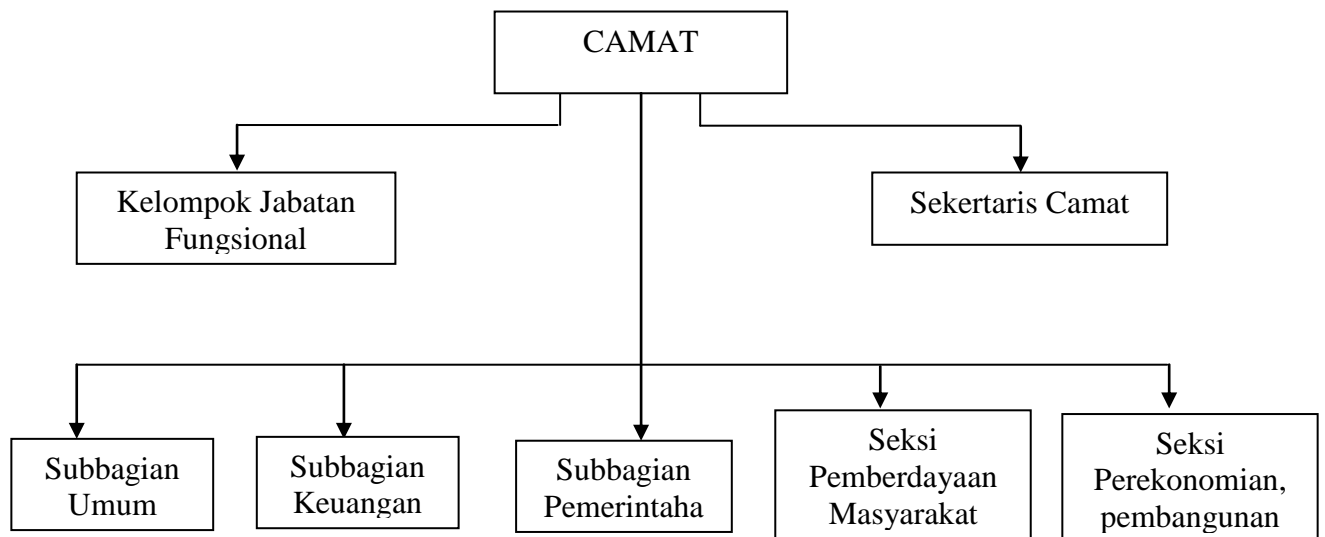 CAMAT
Kelompok Jabatan
Fungsional
Sekertaris Camat
Subbagian
Umum
Subbagian
Keuangan
Subbagian
Pemerintaha
Seksi
Pemberdayaan
Masyarakat
Seksi
Perekonomian,
pembangunan